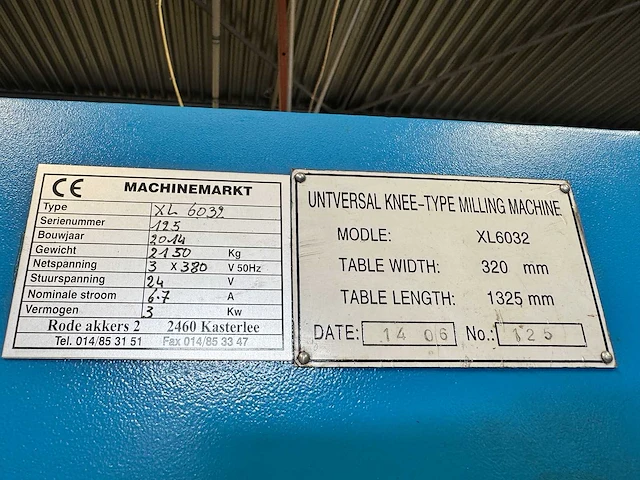 CE MACHINEMARKT
Type XL 6032
Serienummer 125
Bouwjaar 2014
Gewicht 2150 Kg
Netspanning 3 x 380 V 50Hz
Stuurspanning 24 V
Nominale stroom 6.7 A
Vermogen 3 Kw
Rode akkers 2 2460 Kasterlee
Tel. 014/85 31 51 Fax 014/85 33 47
UNTVERSAL KNEE-TYPE MILLING MACHINE
MODLE: XL6032
TABLE WIDTH: 320 mm
TABLE LENGTH: 1325 mm
DATE: 14 06 No.: 125